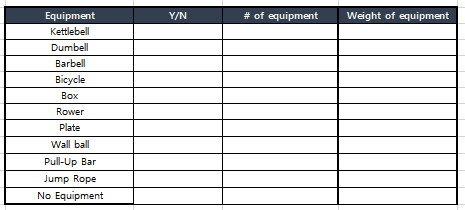 Equipment Y/N # of equipment Weight of equipment
Kettlebell
Dumbell
Barbell
Bicycle
Box
Rower
Plate
Wall ball
Pull-Up Bar
Jump Rope
No Equipment